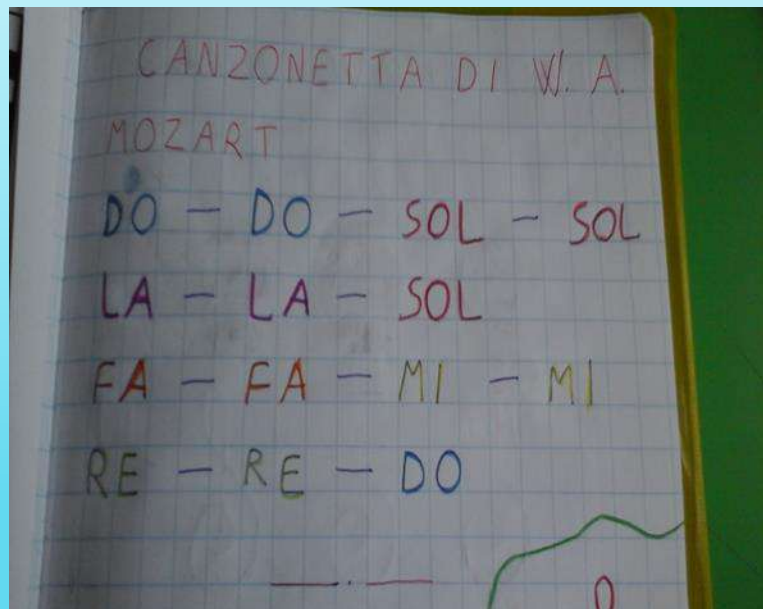 CANZONETTA DI W. A.
MOZART
DO - DO - SOL - SOL
LA - LA - SOL
FA - FA - MI - MI
RE - RE - DO